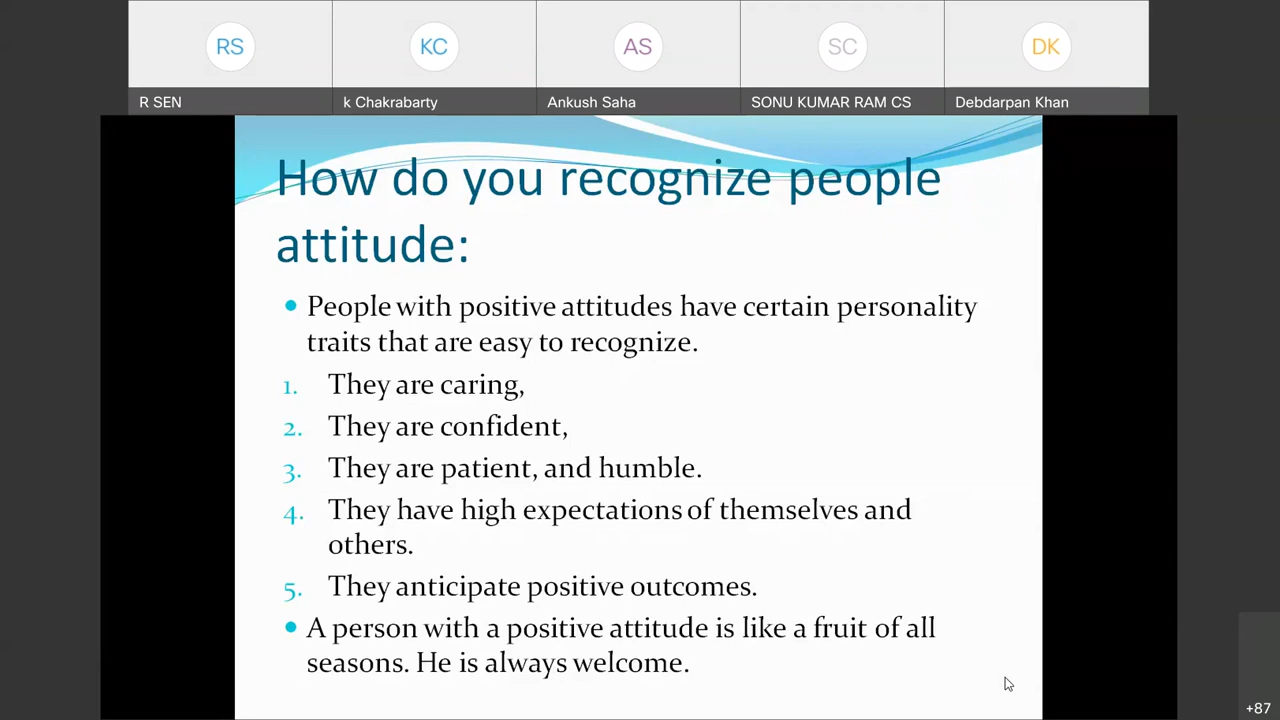 RS
KC
AS
SC
DK
R SEN
k Chakrabarty
Ankush Saha
SONU KUMAR RAM CS
Debdarpan Khan
How do you recognize people
attitude:
• People with positive attitudes have certain personality
traits that are easy to recognize.
1. They are caring,
2. They are confident,
3. They are patient, and humble.
4. They have high expectations of themselves and
others.
5. They anticipate positive outcomes.
• A person with a positive attitude is like a fruit of all
seasons. He is always welcome.
+87